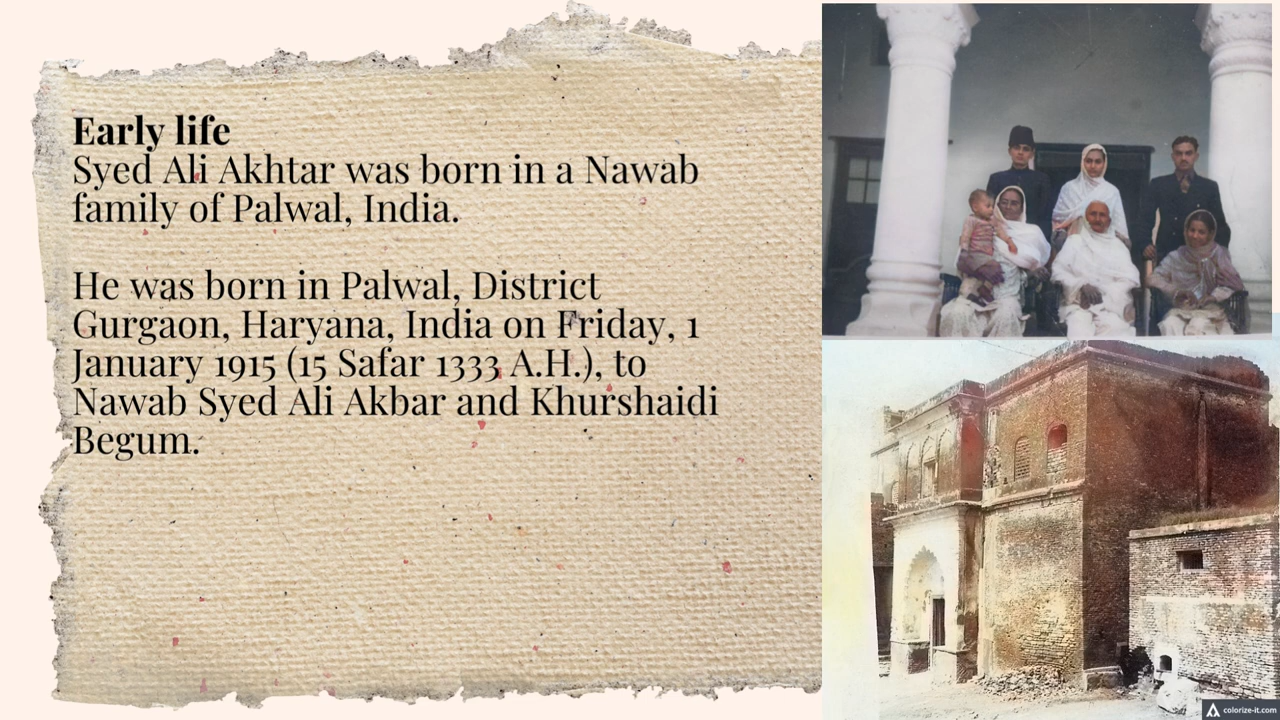 Early life
Syed Ali Akhtar was born in a Nawab
family of Palwal, India.
He was born in Palwal, District
Gurgaon, Haryana, India on Friday, 1
January 1915 (15 Safar 1333 A.H.), to
Nawab Syed Ali Akbar and Khurshaidi
Begum.
colorize-it.com